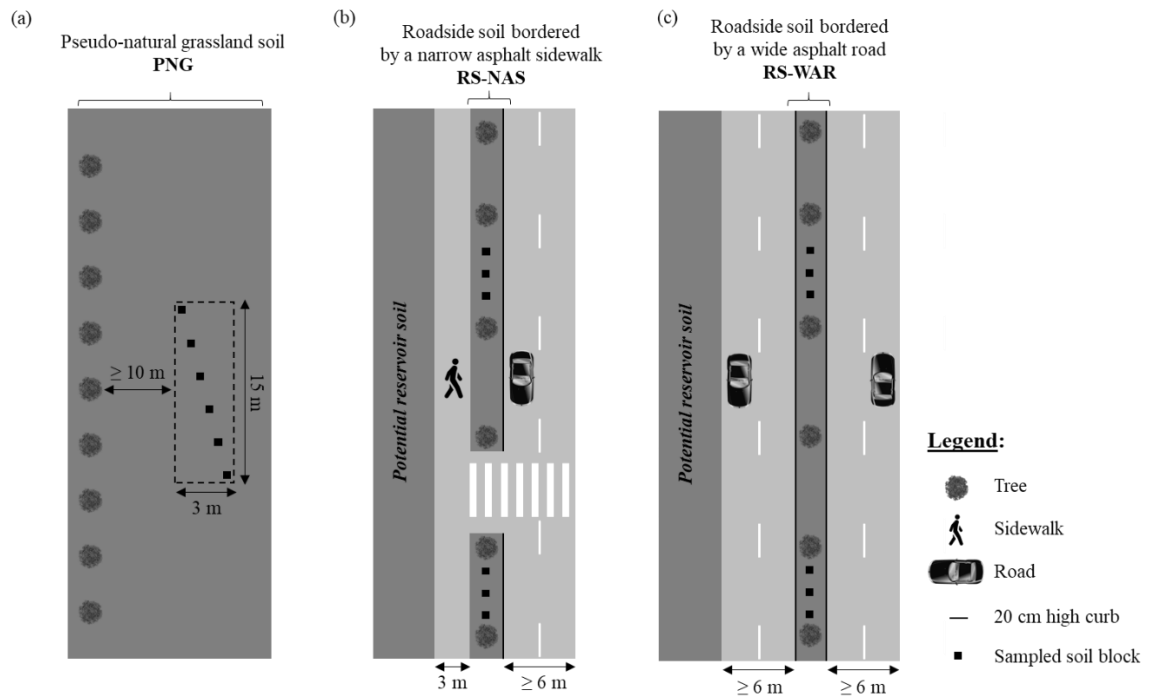 (a)
Pseudo-natural grassland soil
PNG
≥ 10 m
15 m
3 m
(b)
Roadside soil bordered
by a narrow asphalt sidewalk
RS-NAS
Potential reservoir soil
3 m
≥ 6 m
(c)
Roadside soil bordered
by a wide asphalt road
RS-WAR
Potential reservoir soil
≥ 6 m
≥ 6 m
Legend:
Tree
Sidewalk
Road
20 cm high curb
Sampled soil block